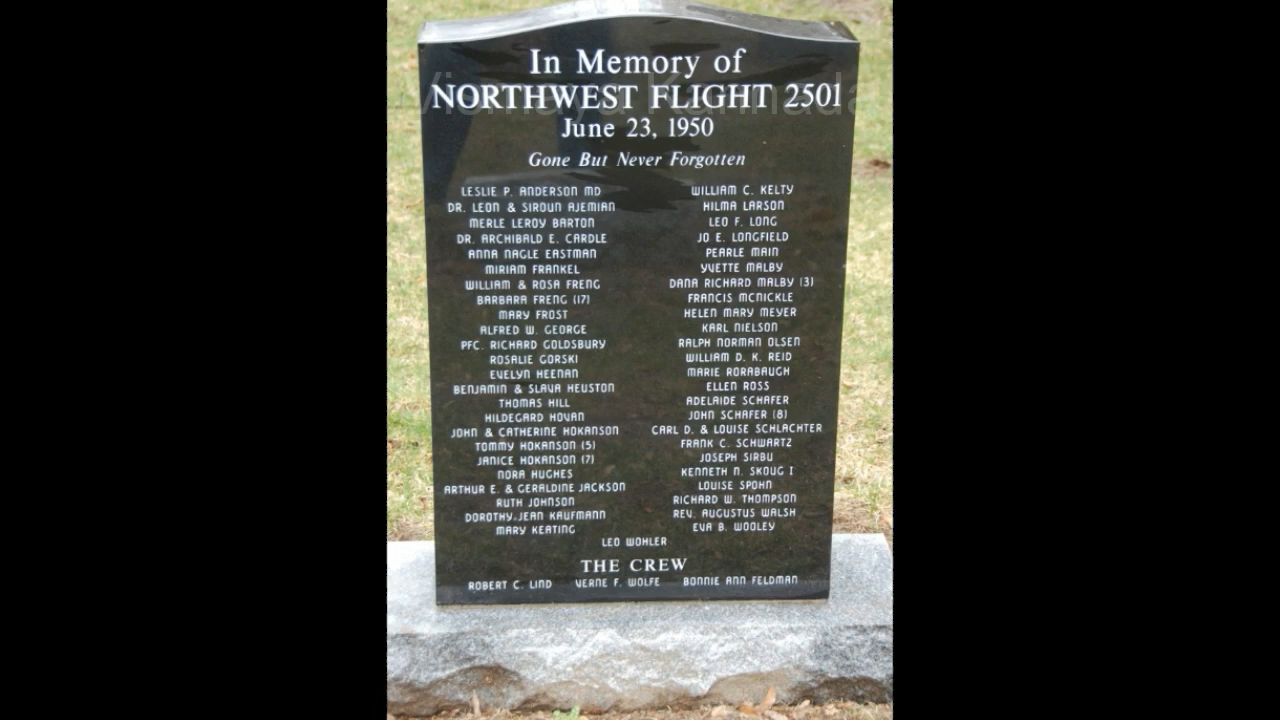 In Memory of
Vismaya Kannada
NORTHWEST FLIGHT 2501
June 23, 1950
Gone But Never Forgotten
LESLIE P. ANDERSON MD
DR. LEON & SIROUN AJEMIAN
MERLE LEROY BARTON
DR. ARCHIBALD E. CARDLE
ANNA NAGLE EASTMAN
MIRIAM FRANKEL
WILLIAM & ROSA FRENG
BARBARA FRENG (17)
MARY FROST
ALFRED W. GEORGE
PFC. RICHARD GOLDSBURY
ROSALIE GORSKI
EVELYN HEENAN
BENJAMIN & SLAVA HEUSTON
THOMAS HILL
HILDEGARD HOVAN
JOHN & CATHERINE HOKANSON
TOMMY HOKANSON (5)
JANICE HOKANSON (7)
NORA HUGHES
ARTHUR E. & GERALDINE JACKSON
RUTH JOHNSON
DOROTHY-JEAN KAUFMANN
MARY KEATING
WILLIAM C. KELTY
HILMA LARSON
LEO F. LONG
JO E. LONGFIELD
PEARLE MAIN
YVETTE MALBY
DANA RICHARD MALBY (3)
FRANCIS MCNICKLE
HELEN MARY MEYER
KARL NIELSON
RALPH NORMAN OLSEN
WILLIAM D. K. REID
MARIE RORABAUGH
ELLEN ROSS
ADELAIDE SCHAFER
JOHN SCHAFER (8)
CARL D. & LOUISE SCHLACHTER
FRANK C. SCHWARTZ
JOSEPH SIRBU
KENNETH N. SKOUG I
LOUISE SPOHN
RICHARD W. THOMPSON
REV. AUGUSTUS WALSH
EVA B. WOOLEY
LEO WOHLER
THE CREW
ROBERT C. LIND VERNE F. WOLFE BONNIE ANN FELDMAN